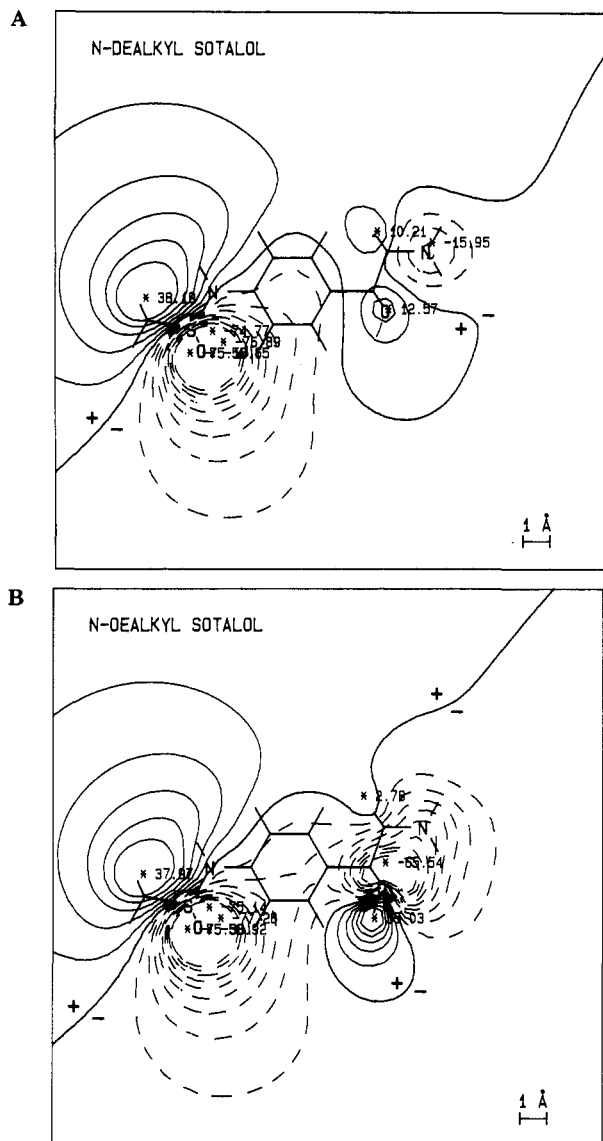 A
N-DEALKYL SOTALOL
* 10.21
N
* -15.95
* 38.18
N
O
* 12.57
+ -
S
O
+ -
1 Å
B
N-DEALKYL SOTALOL
+ -
* 2.78
N
* 37.87
N
* -65.54
S
O
+ -
+ -
1 Å